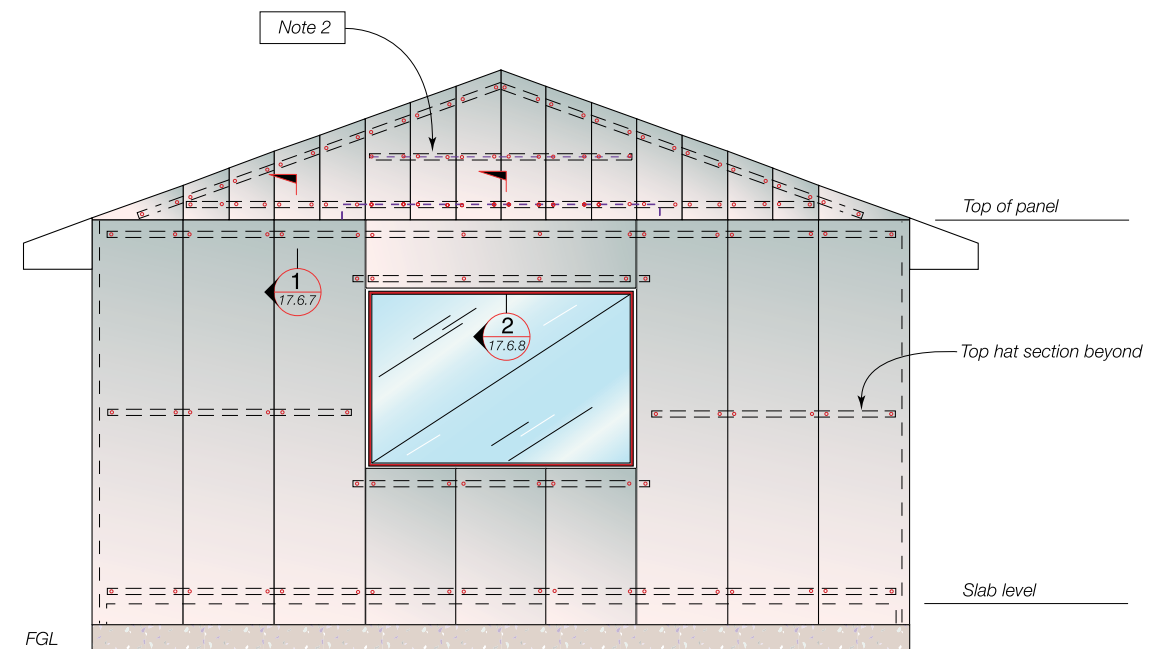 Note 2
Top of panel
1
17.6.7
2
17.6.8
Top hat section beyond
Slab level
FGL